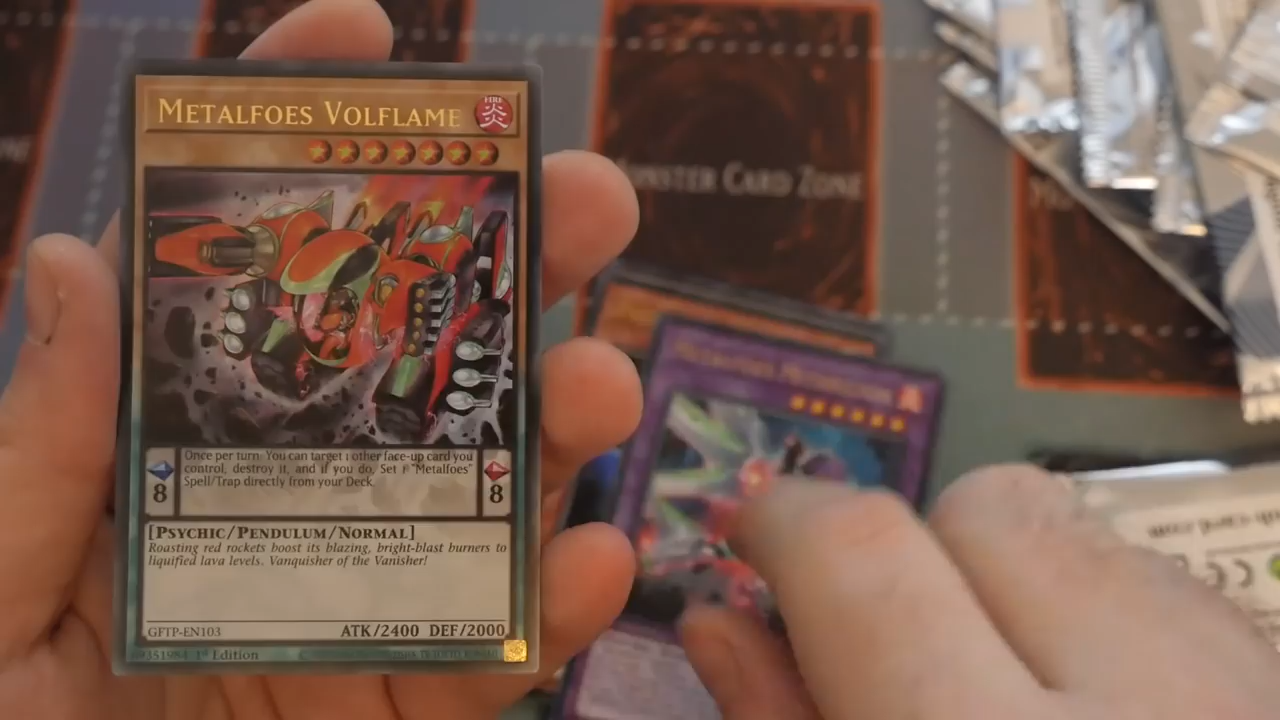 METALFOES VOLFLAME
FIRE
炎
Once per turn: You can target 1 other face-up card you
control, destroy it, and if you do, Set 1 "Metalfoes"
Spell/Trap directly from your Deck.
8
8
[PSYCHIC/PENDULUM/NORMAL]
Roasting red rockets boost its blazing, bright-blast burners to
liquified lava levels. Vanquisher of the Vanisher!
GFTP-EN103
ATK/2400 DEF/2000
1st Edition
MONSTER CARD ZONE